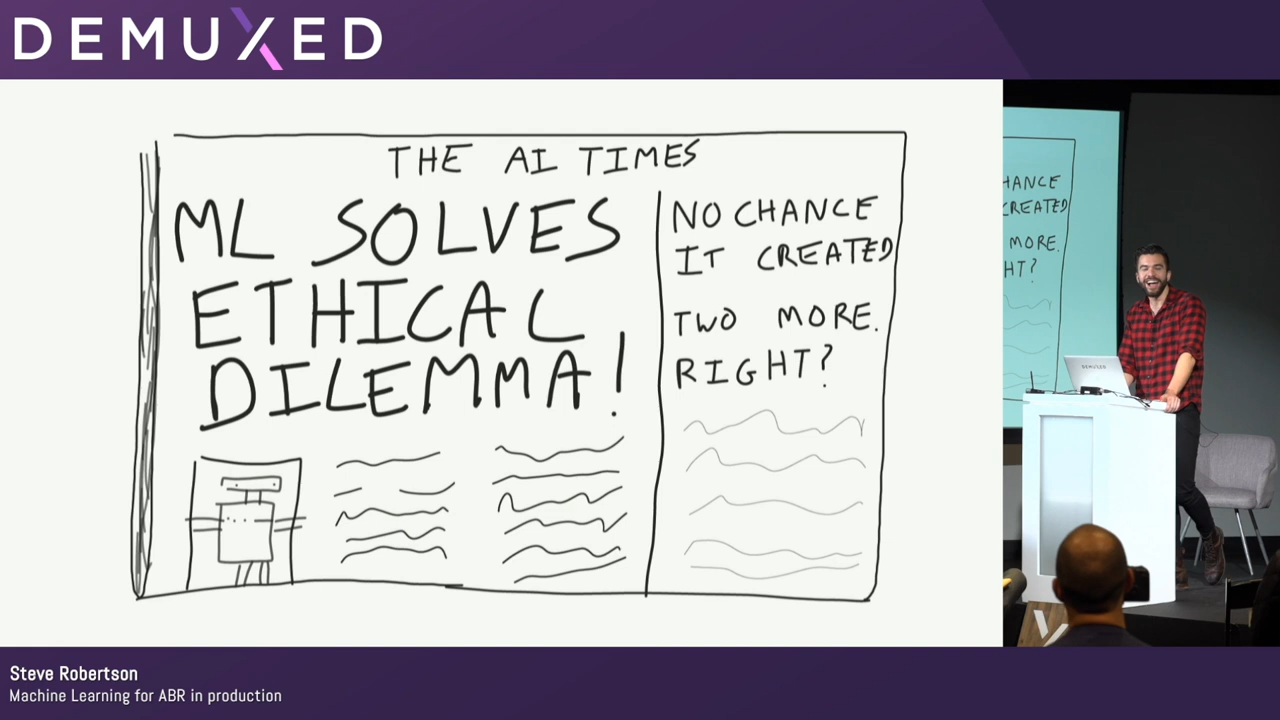 DEMUXED
THE AI TIMES
ML SOLVES
ETHICAL
DILEMMA!
NO CHANCE
IT CREATED
TWO MORE.
RIGHT?
HANCE
CREATED
MORE.
HT?
DEMUXED
Steve Robertson
Machine Learning for ABR in production